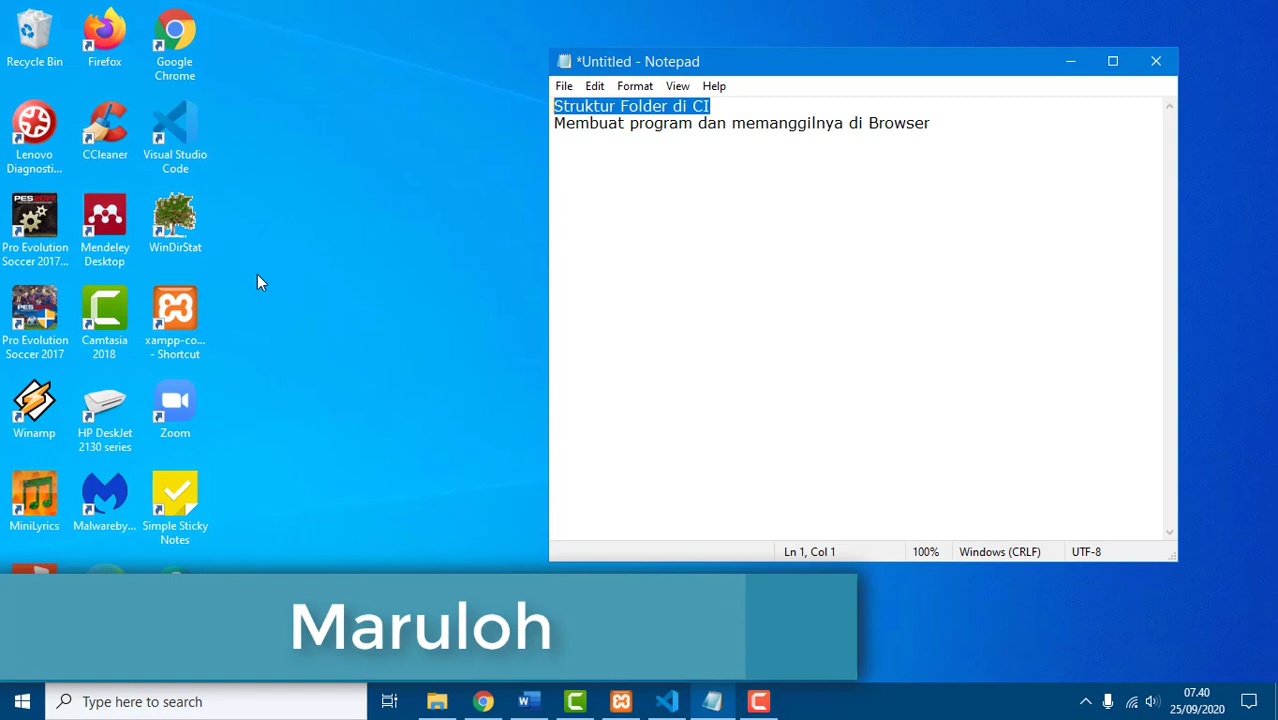 Recycle Bin
Firefox
Google
Chrome
Lenovo
Diagnosti...
CCleaner
Visual Studio
Code
PES2017
Pro Evolution
Soccer 2017...
Mendeley
Desktop
WinDirStat
Pro Evolution
Soccer 2017
Camtasia
2018
xampp-co...
- Shortcut
Winamp
HP DeskJet
2130 series
Zoom
MiniLyrics
Malwareby...
Simple Sticky
Notes
*Untitled - Notepad
File Edit Format View Help
Struktur Folder di CI
Membuat program dan memanggilnya di Browser
Ln 1, Col 1 100% Windows (CRLF) UTF-8
Maruloh
Type here to search
07.40
25/09/2020